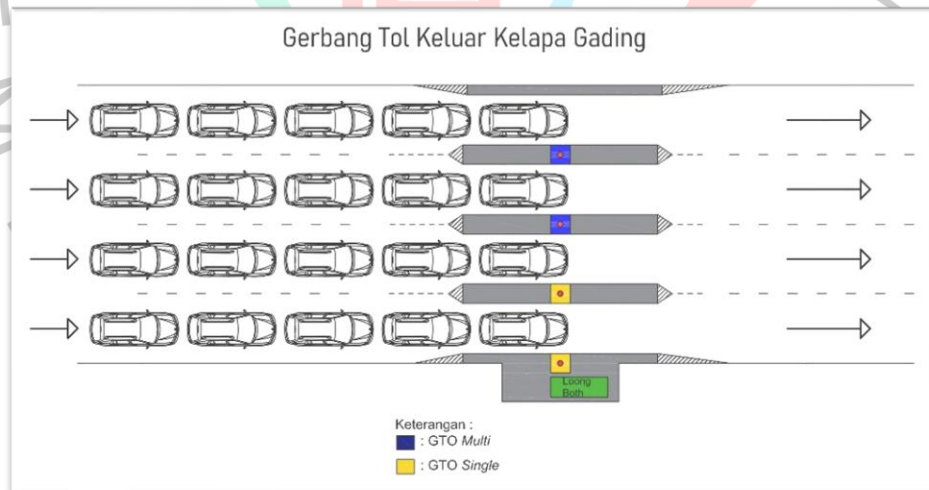 Gerbang Tol Keluar Kelapa Gading
Loong
Both
Keterangan :
: GTO Multi
: GTO Single